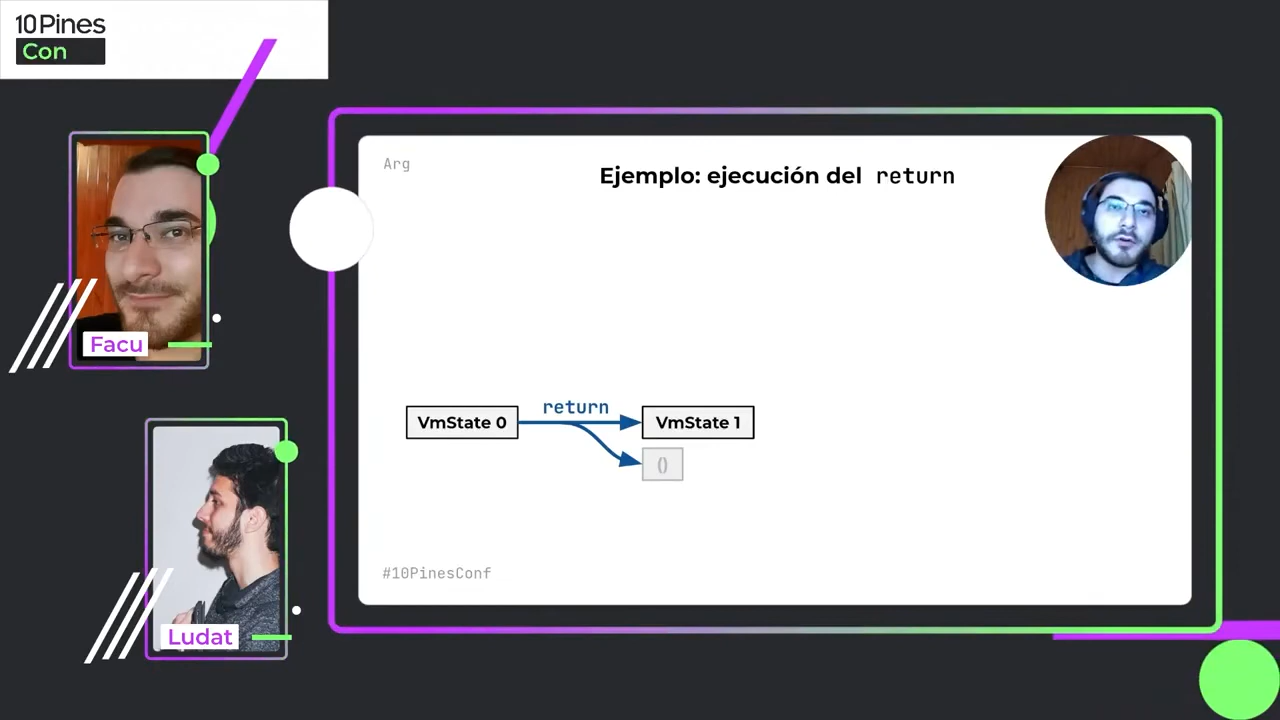 10Pines
Con
Facu
Ludat
Arg
Ejemplo: ejecución del return
VmState 0
return
VmState 1
()
#10PinesConf